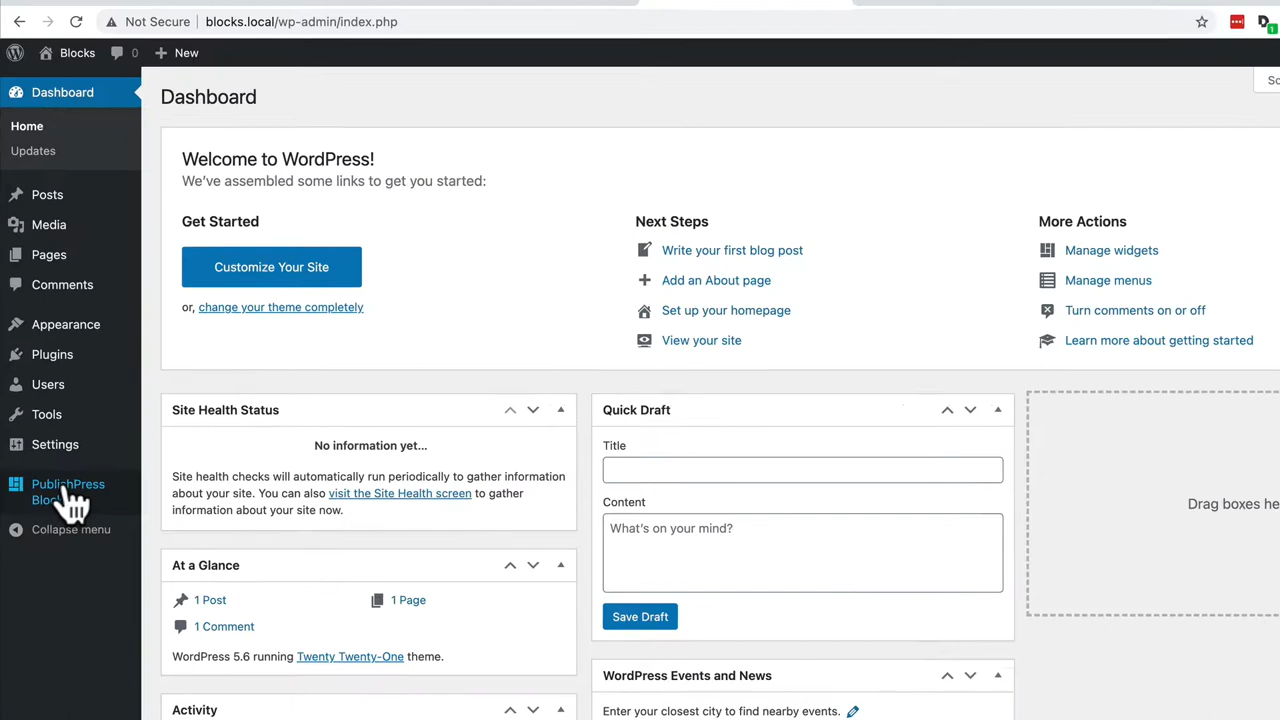 Not Secure
blocks.local/wp-admin/index.php
1
Blocks
0
New
Dashboard
Home
Updates
Posts
Media
Pages
Comments
Appearance
Plugins
Users
Tools
Settings
PublishPress
Collapse menu
Dashboard
Welcome to WordPress!
We've assembled some links to get you started:
Get Started
Customize Your Site
or, change your theme completely
Next Steps
Write your first blog post
Add an About page
Set up your homepage
View your site
More Actions
Manage widgets
Manage menus
Turn comments on or off
Learn more about getting started
Site Health Status
No information yet...
Site health checks will automatically run periodically to gather information
about your site. You can also visit the Site Health screen to gather
information about your site now.
At a Glance
1 Post
1 Page
1 Comment
WordPress 5.6 running Twenty Twenty-One theme.
Activity
Quick Draft
Title
Content
What's on your mind?
Save Draft
WordPress Events and News
Enter your closest city to find nearby events.
Drag boxes he